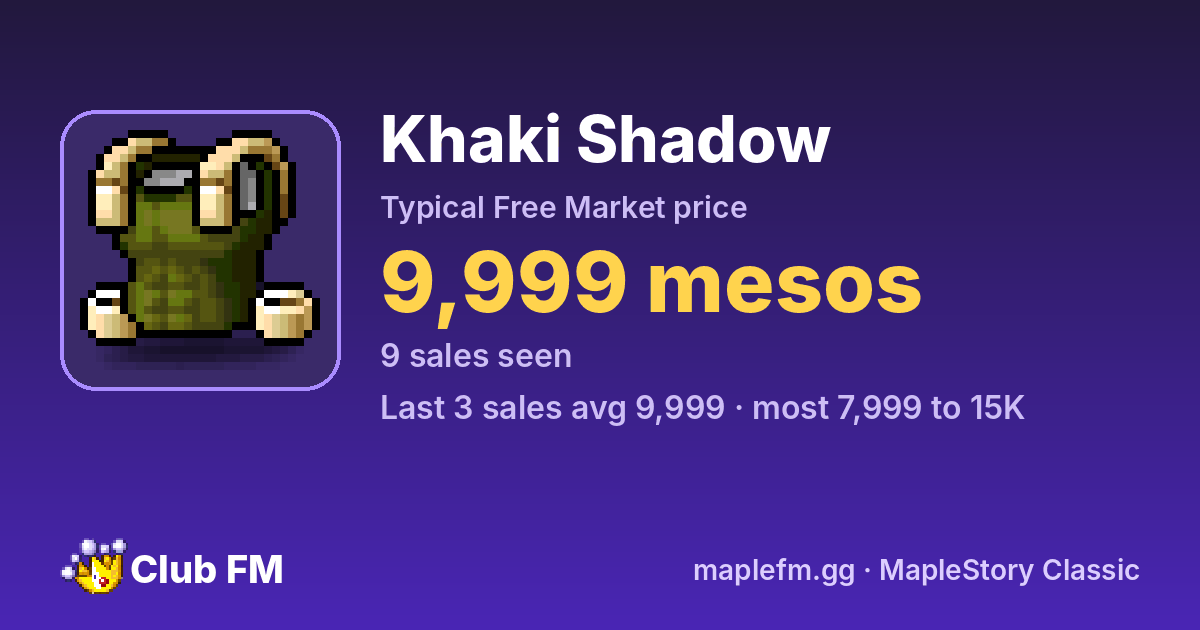 Khaki Shadow
Typical Free Market price
9,999 mesos
9 sales seen
Last 3 sales avg 9,999 · most 7,999 to 15K
Club FM
maplefm.gg · MapleStory Classic